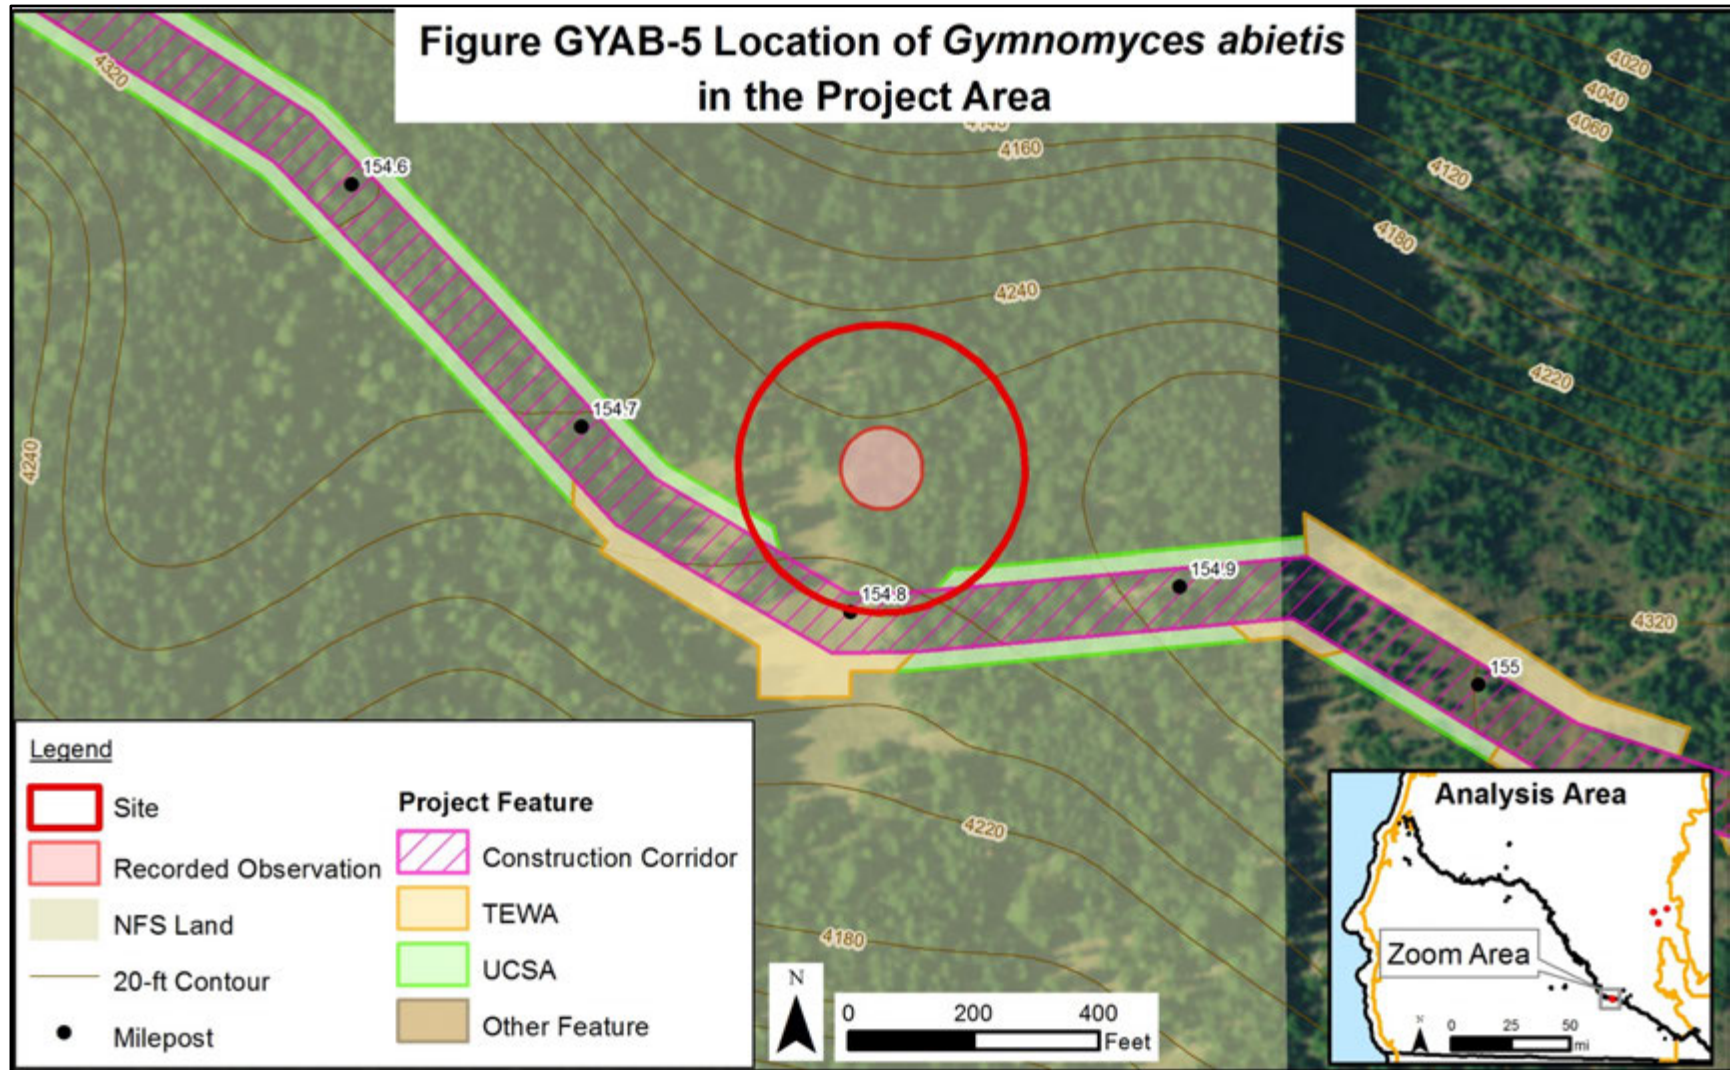 Figure GYAB-5 Location of Gymnomyces abietis
in the Project Area
4320
4020
4040
4060
4140
4160
4120
154.6
4180
4240
4220
154.7
4240
154.9
154.8
4320
155
4220
4180
Legend
Site
Recorded Observation
NFS Land
20-ft Contour
Milepost
Project Feature
Construction Corridor
TEWA
UCSA
Other Feature
N
0 200 400
Feet
Analysis Area
Zoom Area
N
0 25 50
mi